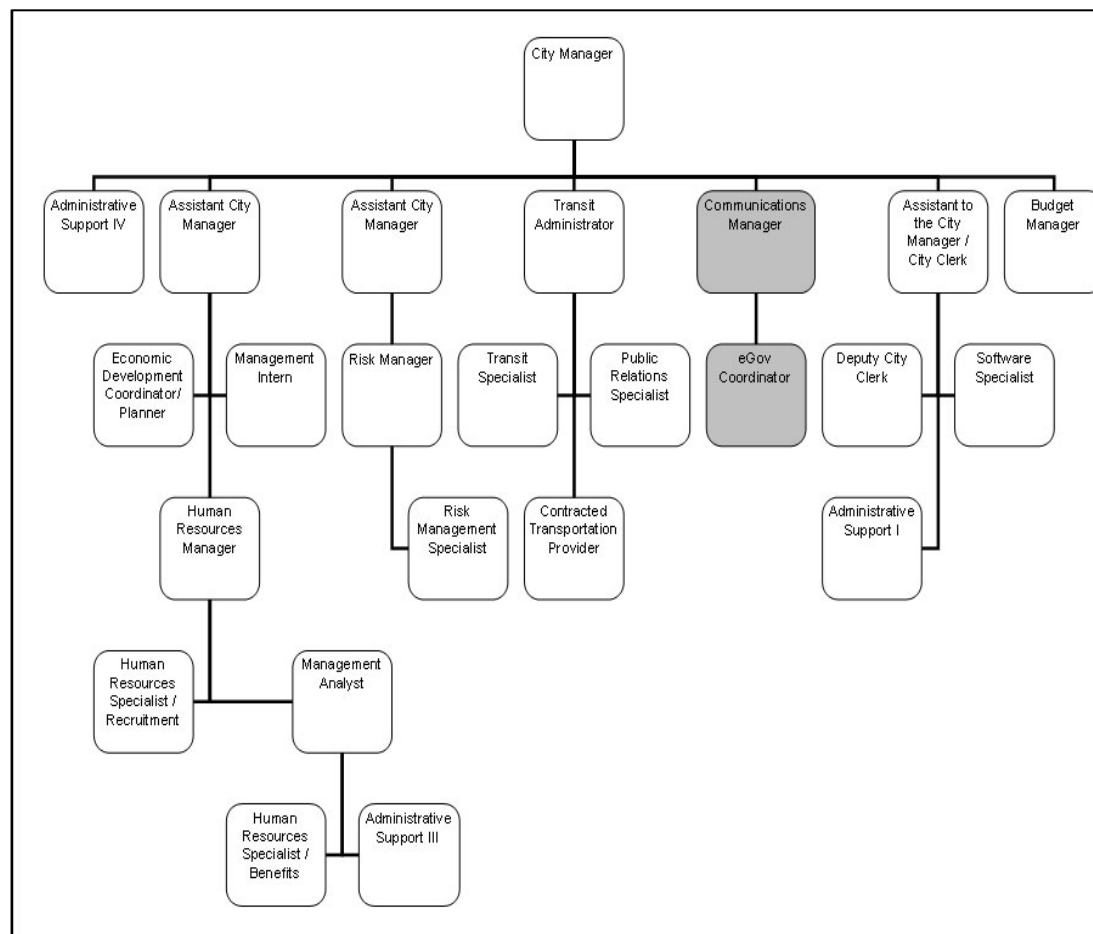 City Manager
Administrative
Support IV
Assistant City
Manager
Assistant City
Manager
Transit
Administrator
Communications
Manager
Assistant to
the City
Manager /
City Clerk
Budget
Manager
Economic
Development
Coordinator/
Planner
Management
Intern
Risk Manager
Transit
Specialist
Public
Relations
Specialist
eGov
Coordinator
Deputy City
Clerk
Software
Specialist
Human
Resources
Manager
Risk
Management
Specialist
Contracted
Transportation
Provider
Administrative
Support I
Human
Resources
Specialist /
Recruitment
Management
Analyst
Human
Resources
Specialist /
Benefits
Administrative
Support III